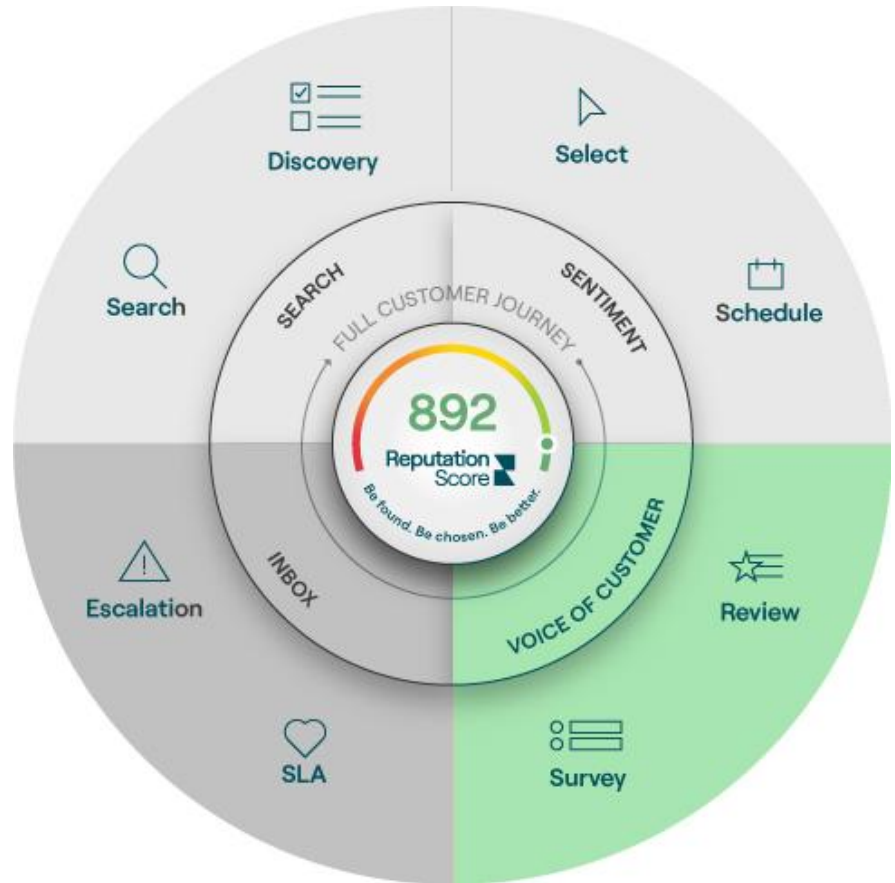 Discovery
Select
Search
Schedule
SEARCH
SENTIMENT
FULL CUSTOMER JOURNEY
892
Reputation
Score
Be found. Be chosen. Be better.
INBOX
VOICE OF CUSTOMER
Escalation
Review
SLA
Survey